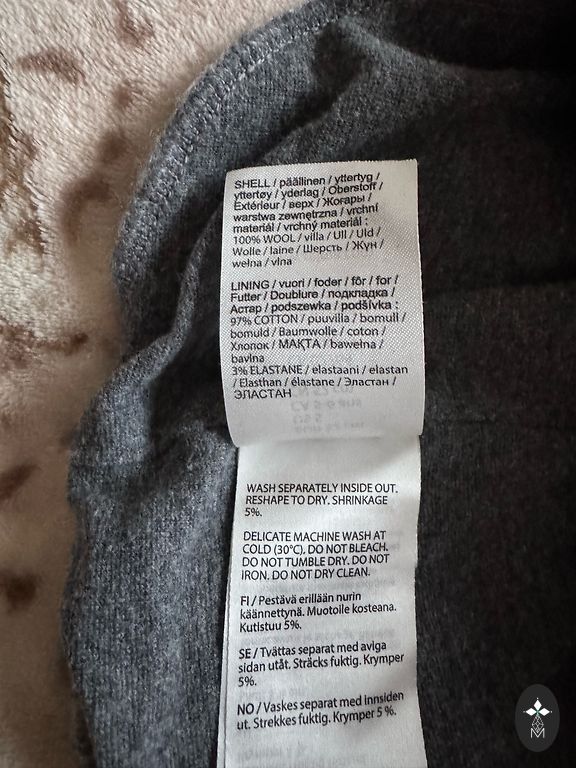 SHELL / päällinen / yttertyg /
yttertøy / yderlag / Oberstoff /
Extérieur / верх / Жоғары /
warstwa zewnętrzna / vrchní
materiál / vrchný materiál :
100% WOOL / villa / Ull / Uld /
Wolle / laine / Шерсть / Жүн /
wełna / vlna
LINING / vuori / foder / fôr / for /
Futter / Doublure / подкладка /
Астар / podszewka / podšívka :
97% COTTON / puuvilla / bomull /
bomuld / Baumwolle / coton /
Хлопок / МАҚТА / bawełna /
bavlna
3% ELASTANE / elastaani / elastan
/ Elasthan / élastane / Эластан /
ЭЛАСТАН
WASH SEPARATELY INSIDE OUT.
RESHAPE TO DRY. SHRINKAGE
5%.
DELICATE MACHINE WASH AT
COLD (30°C), DO NOT BLEACH.
DO NOT TUMBLE DRY. DO NOT
IRON. DO NOT DRY CLEAN.
FI / Pestävä erillään nurin
käännettynä. Muotoile kosteana.
Kutistuu 5%.
SE / Tvättas separat med aviga
sidan utåt. Sträcks fuktig. Krymper
5%.
NO / Vaskes separat med innsiden
ut. Strekkes fuktig. Krymper 5 %.